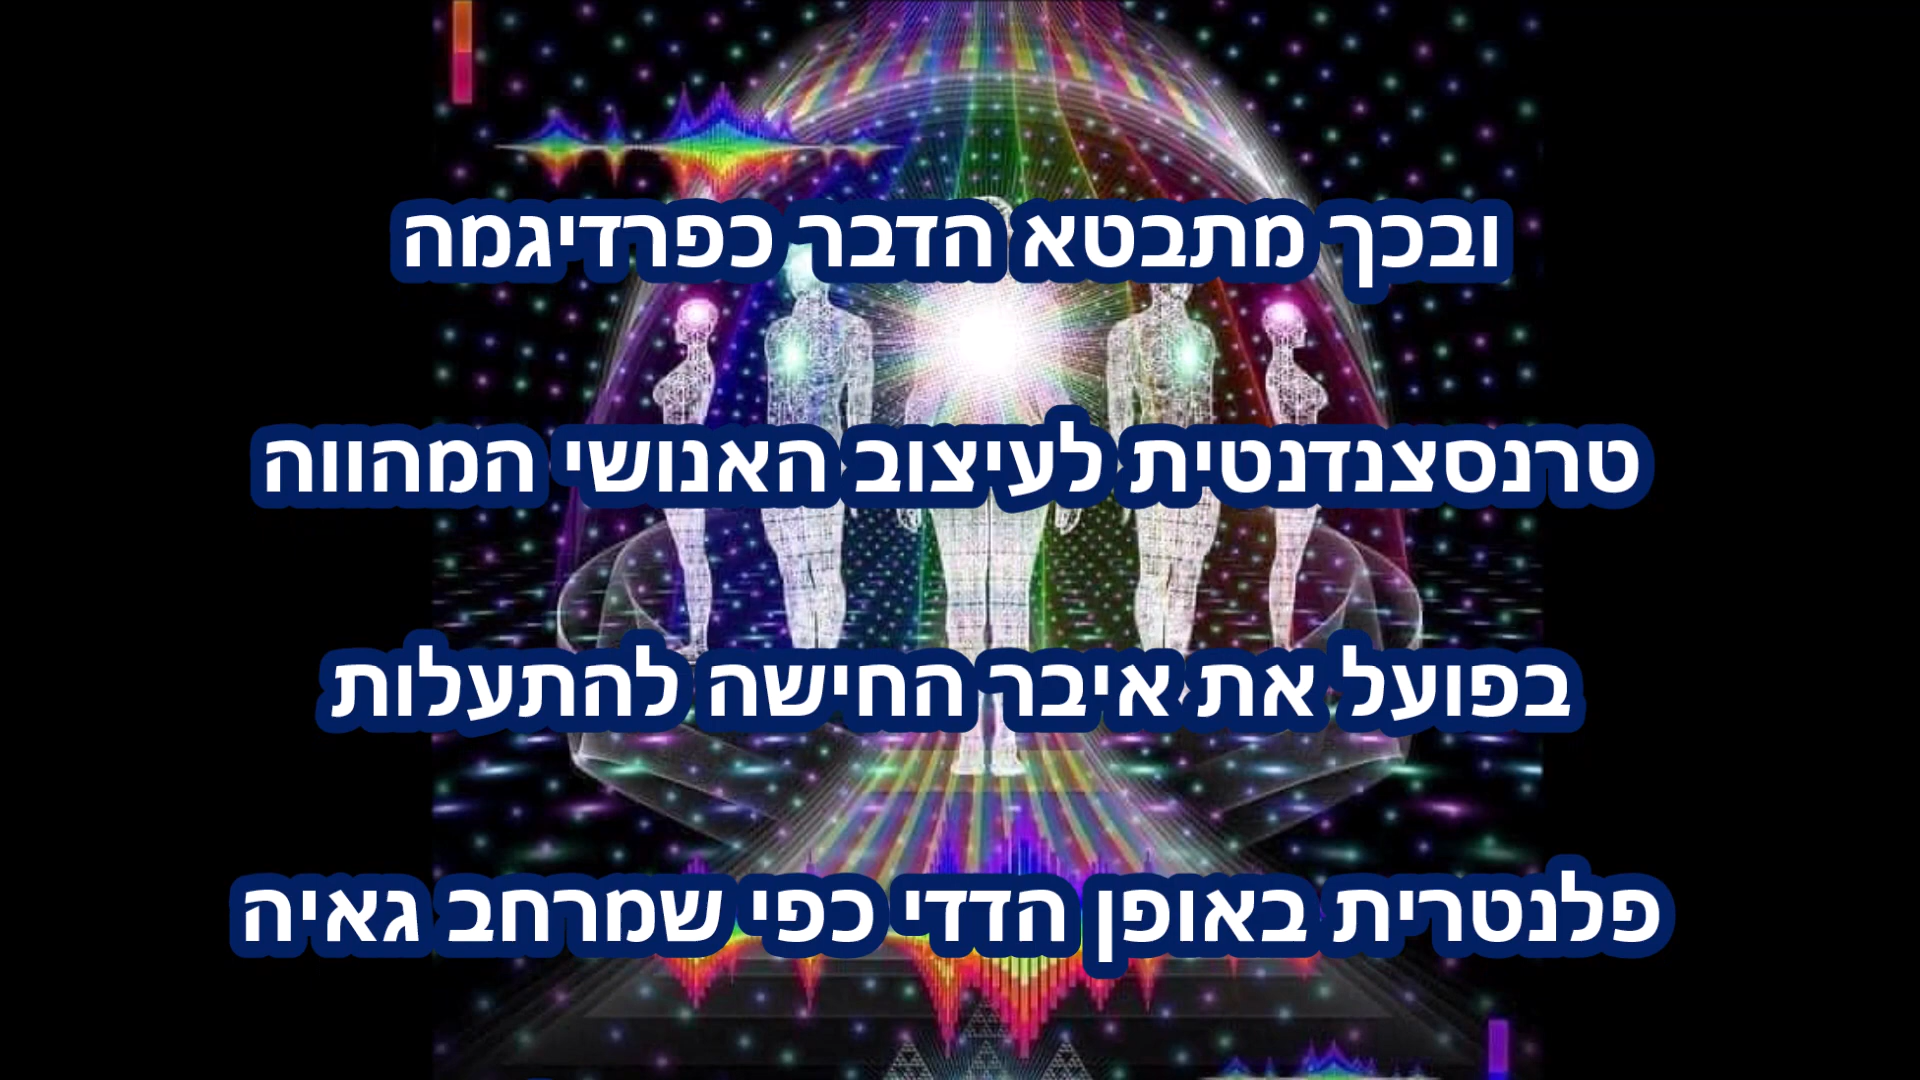 ובכך מתבטא הדבר כפרדיגמה
טרנסצנדנטית לעיצוב האנושי המהווה
בפועל את איבר החישה להתעלות
פלנטרית באופן הדדי כפי שמרחב גאיה